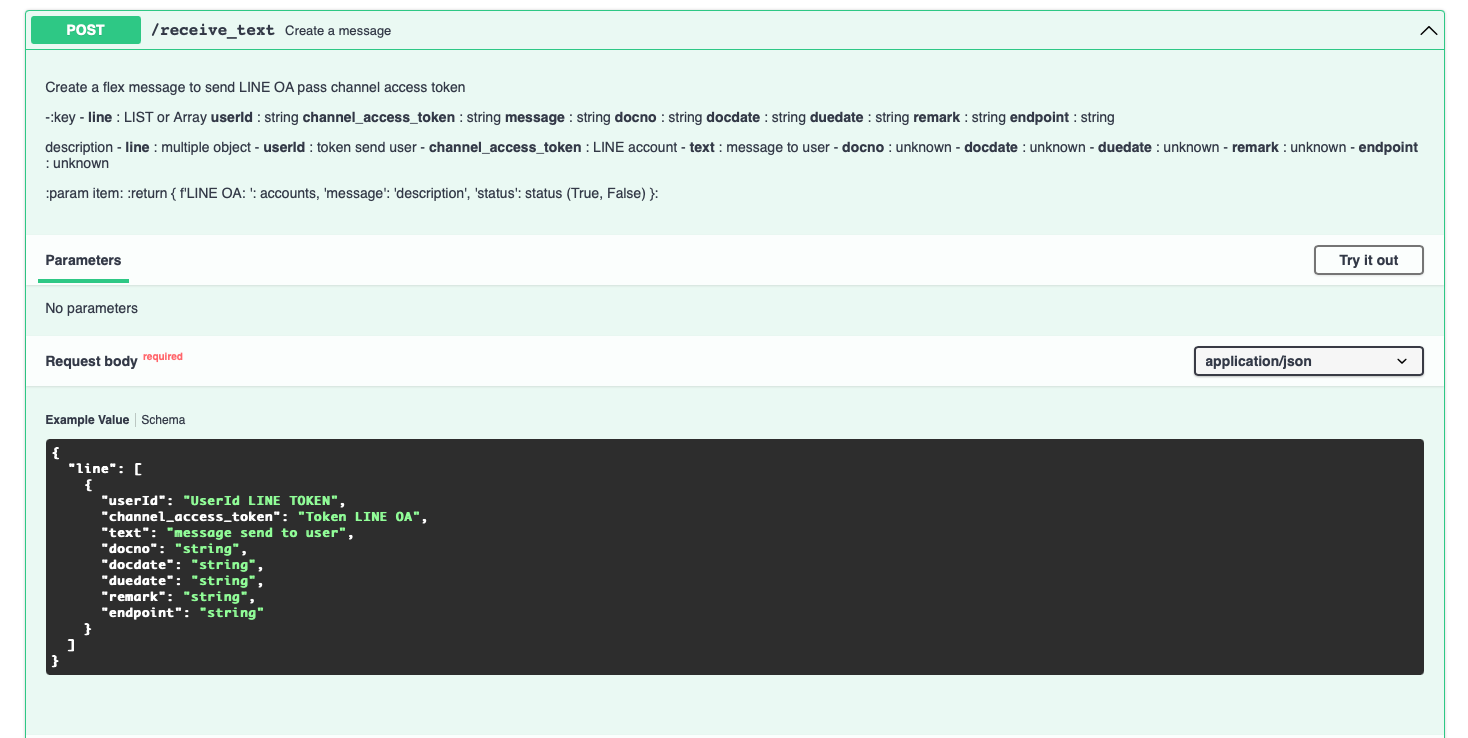 POST /receive_text Create a message
Create a flex message to send LINE OA pass channel access token
-:key - line : LIST or Array userId : string channel_access_token : string message : string docno : string docdate : string duedate : string remark : string endpoint : string
description - line : multiple object - userId : token send user - channel_access_token : LINE account - text : message to user - docno : unknown - docdate : unknown - duedate : unknown - remark : unknown - endpoint
: unknown
:param item: :return { f'LINE OA: ': accounts, 'message': 'description', 'status': status (True, False) }:
Parameters
Try it out
No parameters
Request body required
application/json
Example Value Schema
{
  "line": [
    {
      "userId": "UserId LINE TOKEN",
      "channel_access_token": "Token LINE OA",
      "text": "message send to user",
      "docno": "string",
      "docdate": "string",
      "duedate": "string",
      "remark": "string",
      "endpoint": "string"
    }
  ]
}